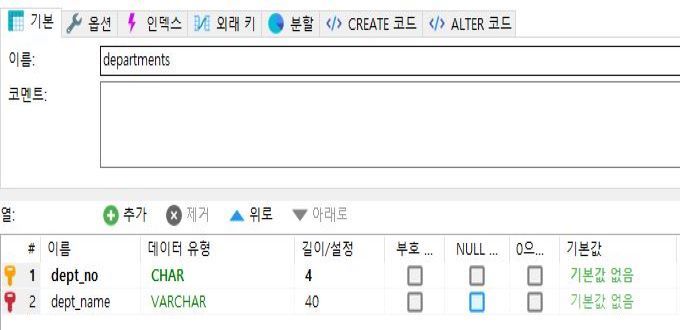 기본 옵션 인덱스 외래 키 분할 CREATE 코드 ALTER 코드
이름: departments
코멘트:
열: 추가 제거 위로 아래로
# 이름 데이터 유형 길이/설정 부호 ... NULL ... 0으... 기본값
1 dept_no CHAR 4 기본값 없음
2 dept_name VARCHAR 40 기본값 없음